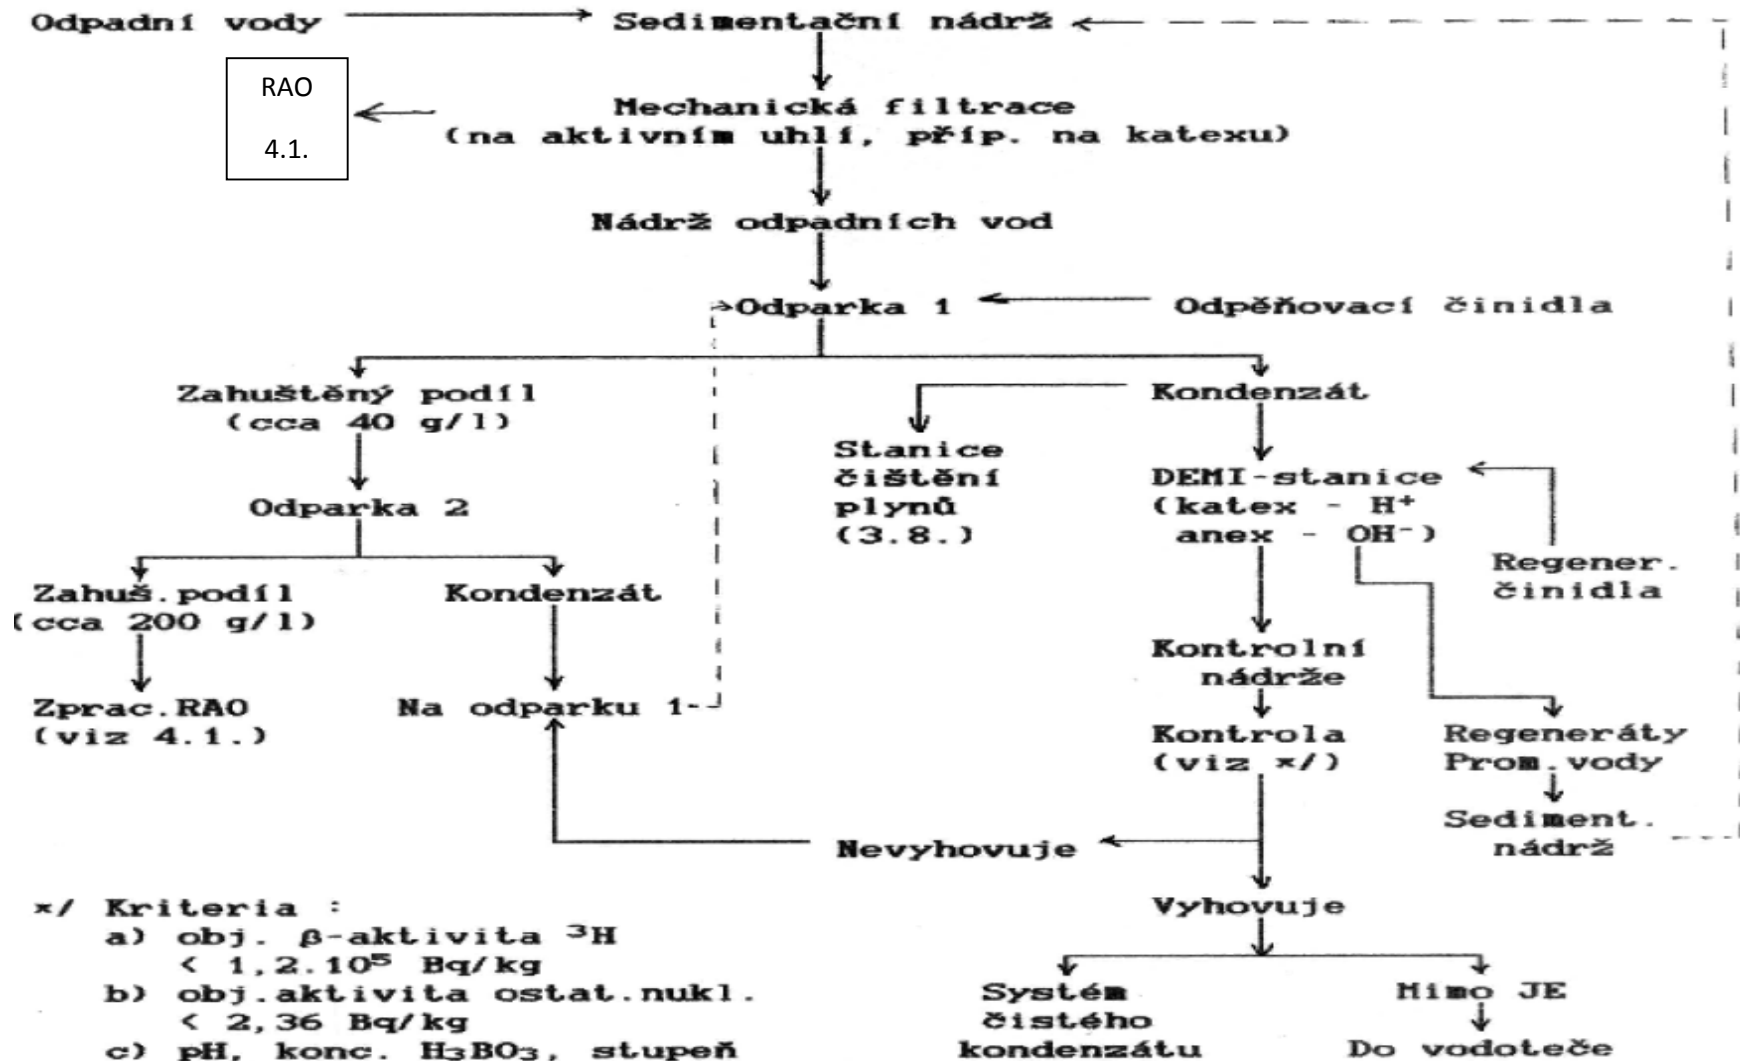 Odpadní vody
Sedimentační nádrž
RAO
4.1.
Mechanická filtrace
(na aktivním uhlí, příp. na katexu)
Nádrž odpadních vod
Odparka 1
Odpěňovací činidla
Zahuštěný podíl
(cca 40 g/l)
Kondenzát
Stanice
čištění
plynů
(3.8.)
DEMI-stanice
(katex - H⁺
anex - OH⁻)
Regener.
činidla
Odparka 2
Zahuš.podíl
(cca 200 g/l)
Kondenzát
Zprac.RAO
(viz 4.1.)
Na odparku 1
Kontrolní
nádrže
Kontrola
(viz ×/)
Regeneráty
Prom.vody
Sediment.
nádrž
Nevyhovuje
Vyhovuje
×/ Kriteria :
a) obj. β-aktivita ³H
< 1,2.10⁵ Bq/kg
b) obj.aktivita ostat.nukl.
< 2,36 Bq/kg
c) pH, konc. H₃BO₃, stupeň
Systém
čistého
kondenzátu
Mimo JE
Do vodoteče